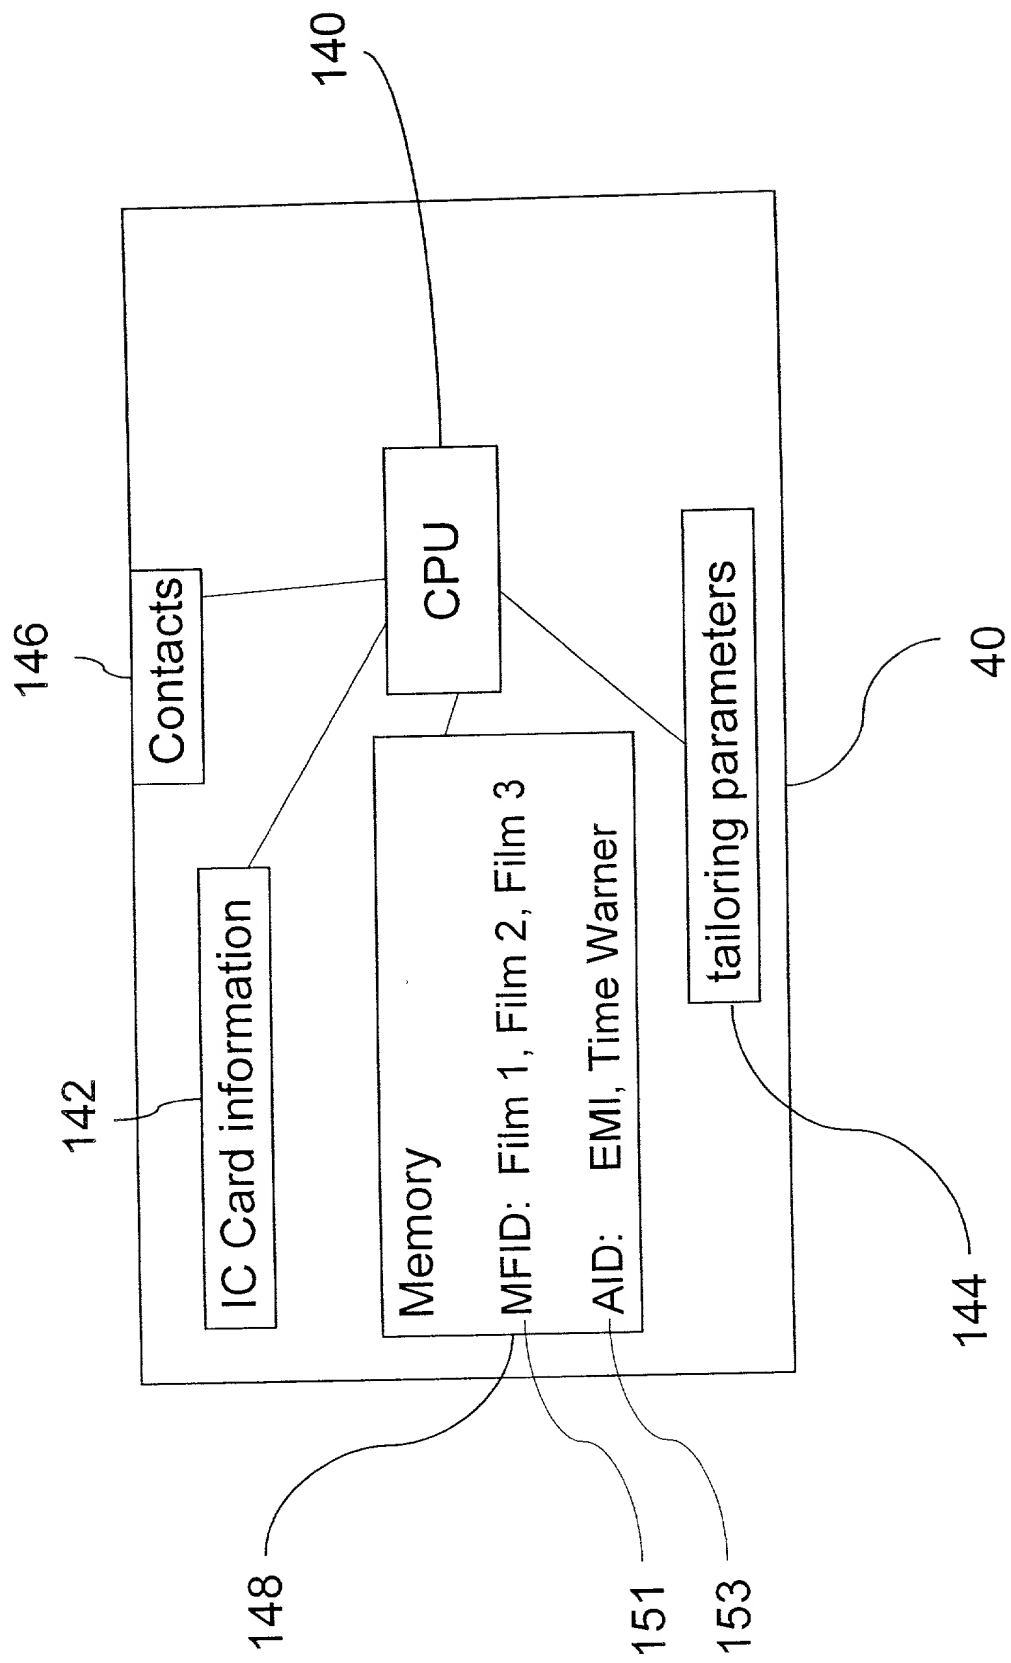 142
146
IC Card information
Contacts
140
148
Memory
MFID: Film 1, Film 2, Film 3
AID: EMI, Time Warner
CPU
151
153
tailoring parameters
144
40